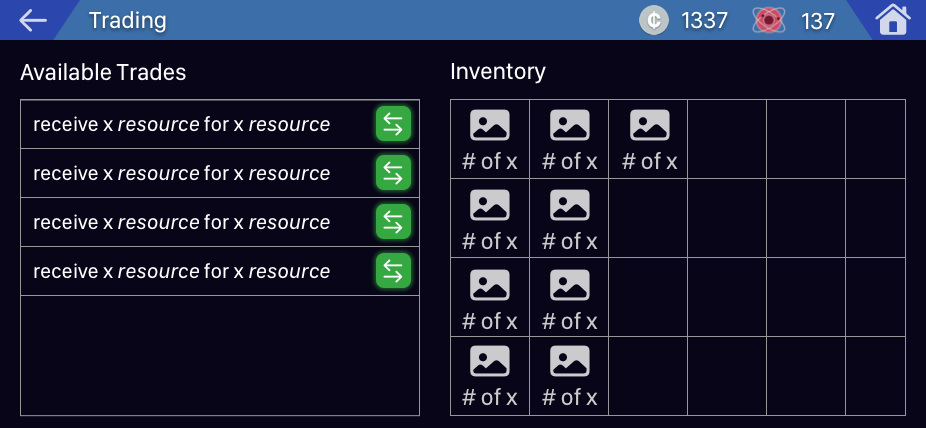 Trading
¢ 1337
137
Available Trades
receive x resource for x resource
receive x resource for x resource
receive x resource for x resource
receive x resource for x resource
Inventory
# of x # of x # of x
# of x # of x
# of x # of x
# of x # of x